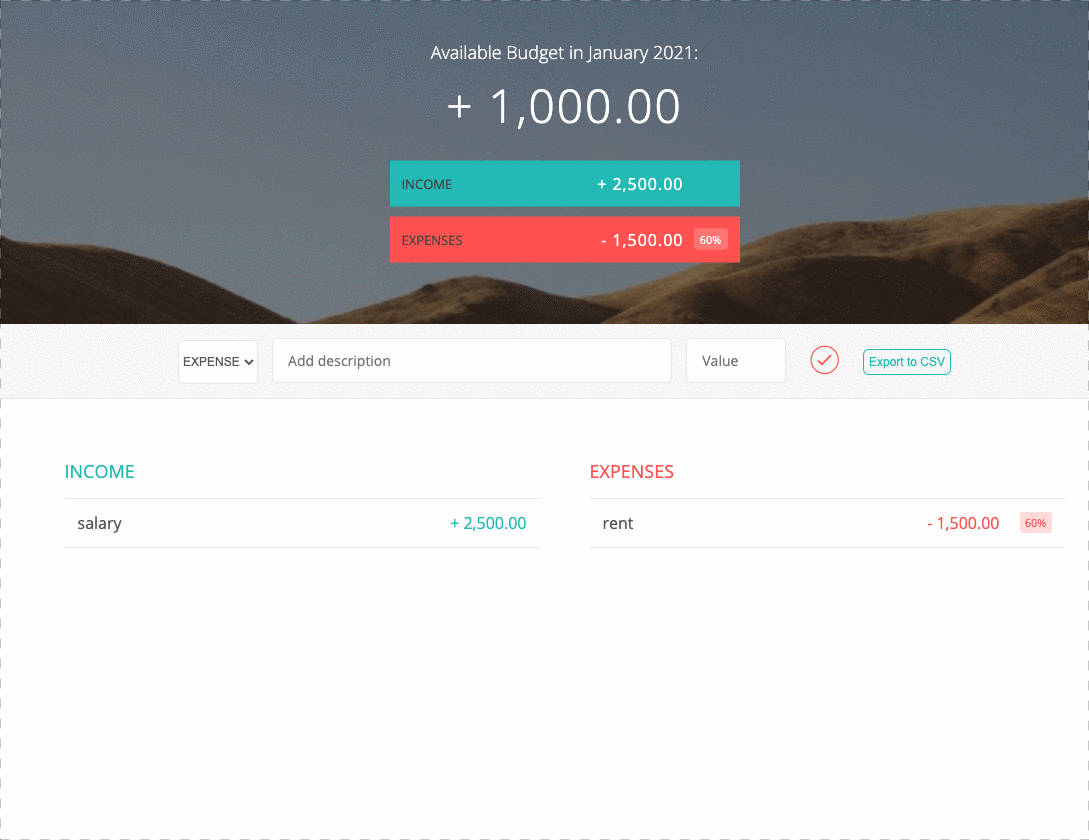 Available Budget in January 2021:
+ 1,000.00
INCOME + 2,500.00
EXPENSES - 1,500.00 60%
EXPENSE Add description Value Export to CSV
INCOME
salary + 2,500.00
EXPENSES
rent - 1,500.00 60%